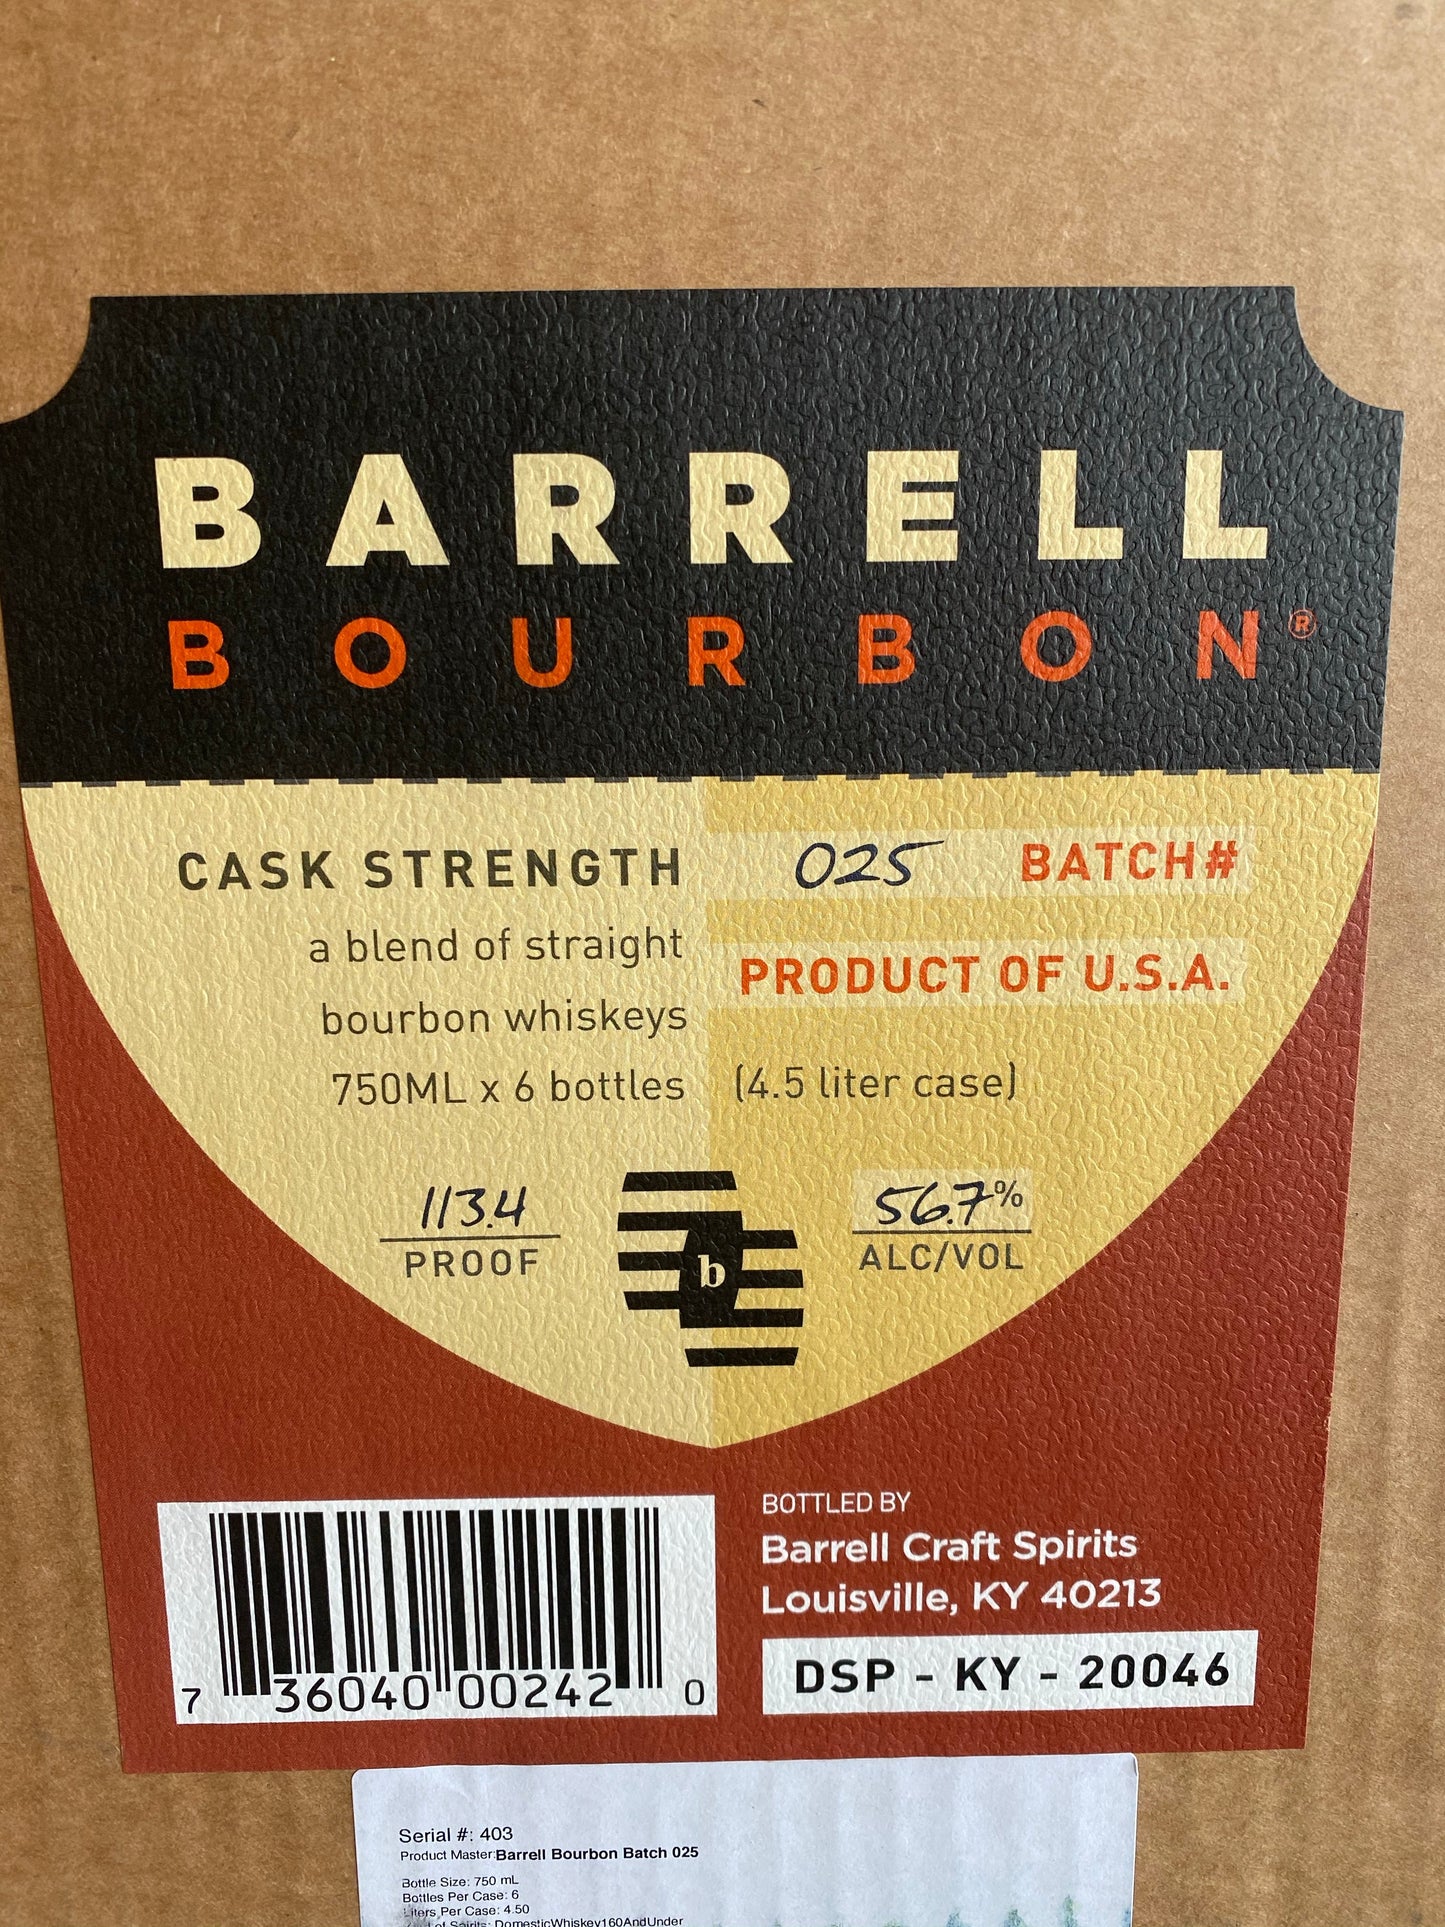 BARRELL
BOURBON®
CASK STRENGTH
a blend of straight
bourbon whiskeys
750ML x 6 bottles
025 BATCH#
PRODUCT OF U.S.A.
(4.5 liter case)
113.4
PROOF
b
56.7%
ALC/VOL
7 36040 00242 0
BOTTLED BY
Barrell Craft Spirits
Louisville, KY 40213
DSP - KY - 20046
Serial #: 403
Product Master:Barrell Bourbon Batch 025
Bottle Size: 750 mL
Bottles Per Case: 6
Liters Per Case: 4.50
of Spirits: DomesticWhiskey160AndUnder